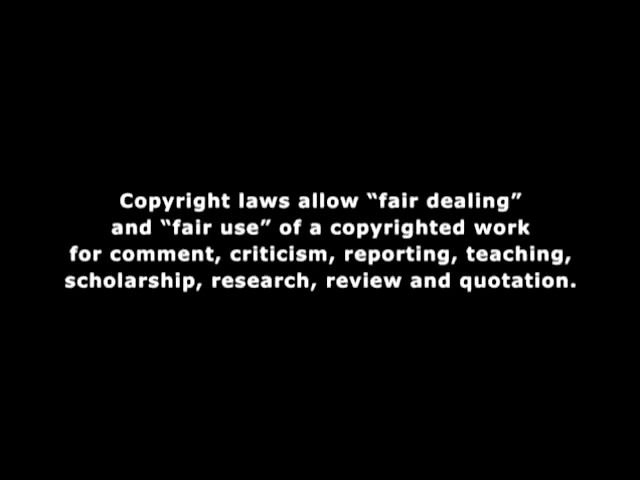 Copyright laws allow “fair dealing”
and “fair use” of a copyrighted work
for comment, criticism, reporting, teaching,
scholarship, research, review and quotation.